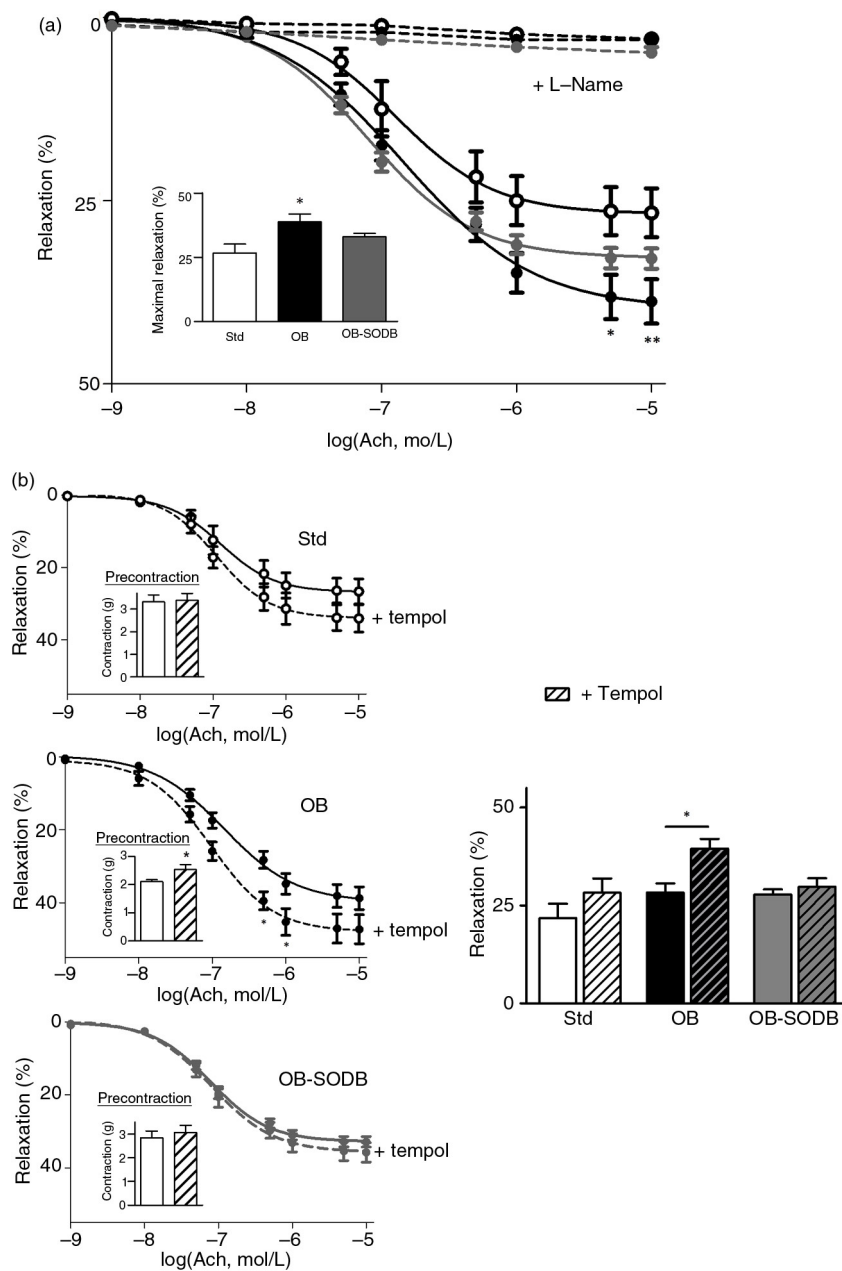 (a)
0
25
50
Relaxation (%)
+ L–Name
50
25
0
Maximal relaxation (%)
*
Std
OB
OB-SODB
*
**
–9
–8
–7
–6
–5
log(Ach, mo/L)
(b)
0
20
40
Relaxation (%)
Std
Precontraction
3
2
1
0
Contraction (g)
+ tempol
–9
–8
–7
–6
–5
log(Ach, mol/L)
0
20
40
Relaxation (%)
OB
Precontraction
3
2
1
0
Contraction (g)
*
*
*
+ tempol
–9
–8
–7
–6
–5
log(Ach, mol/L)
0
20
40
Relaxation (%)
OB-SODB
Precontraction
3
2
1
0
Contraction (g)
+ tempol
–9
–8
–7
–6
–5
log(Ach, mol/L)
+ Tempol
50
25
0
Relaxation (%)
*
Std
OB
OB-SODB